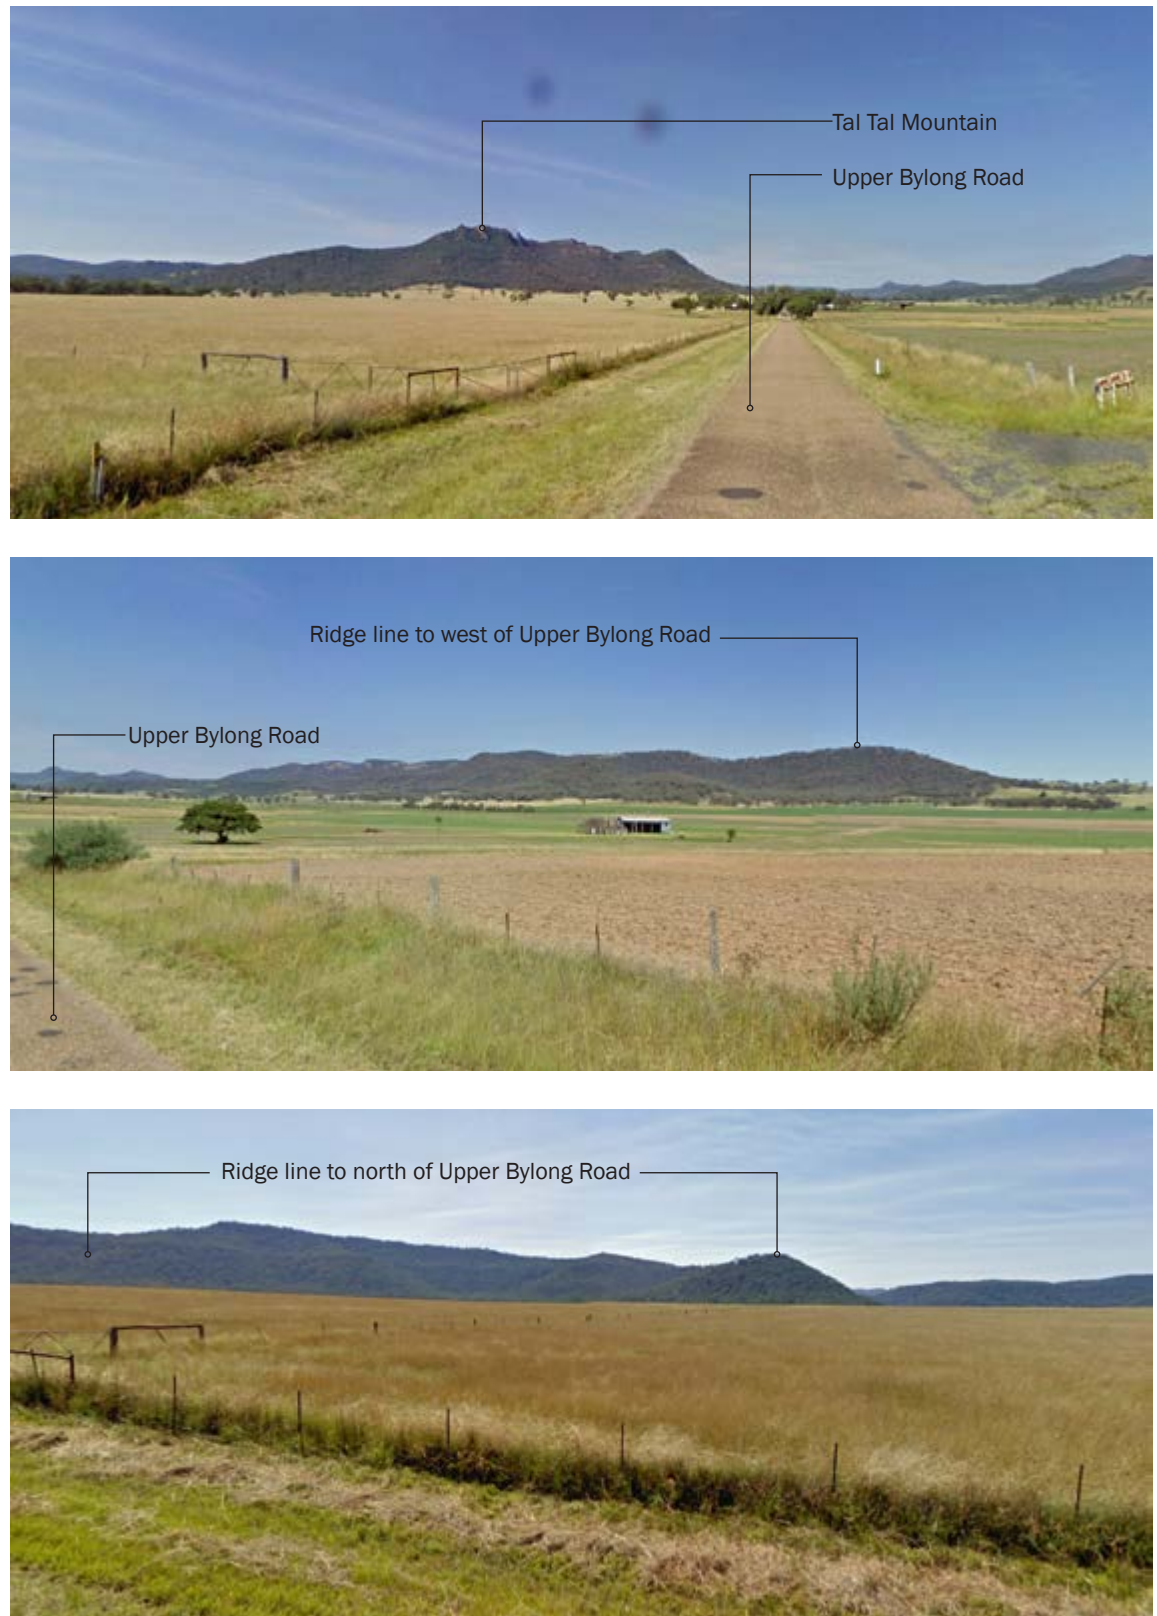 Tal Tal Mountain
Upper Bylong Road
Ridge line to west of Upper Bylong Road
Upper Bylong Road
Ridge line to north of Upper Bylong Road